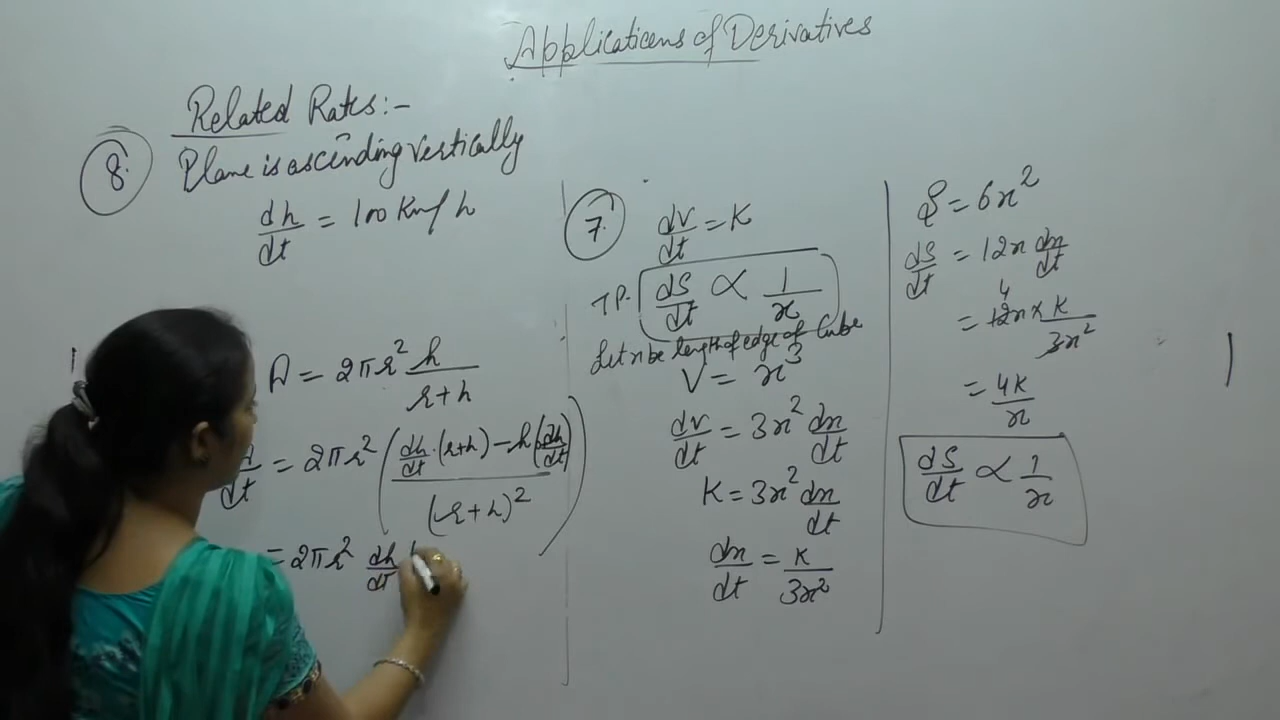 Applications of Derivatives
Related Rates:-
8. Plane is ascending vertically
dh/dt = 100 Km/h
A = 2πr² h/(r+h)
/dt = 2πr² (dh/dt·(r+h) - h(dh/dt))/(r+h)²
= 2πr² dh/dt
7. dv/dt = K
T.P. dS/dt ∝ 1/x
Let x be length of edge of Cube
V = x³
dv/dt = 3x² dx/dt
K = 3x² dx/dt
dx/dt = K/3x²
S = 6x²
dS/dt = 12x dx/dt
= 4 12x × K/3x²
= 4K/x
dS/dt ∝ 1/x